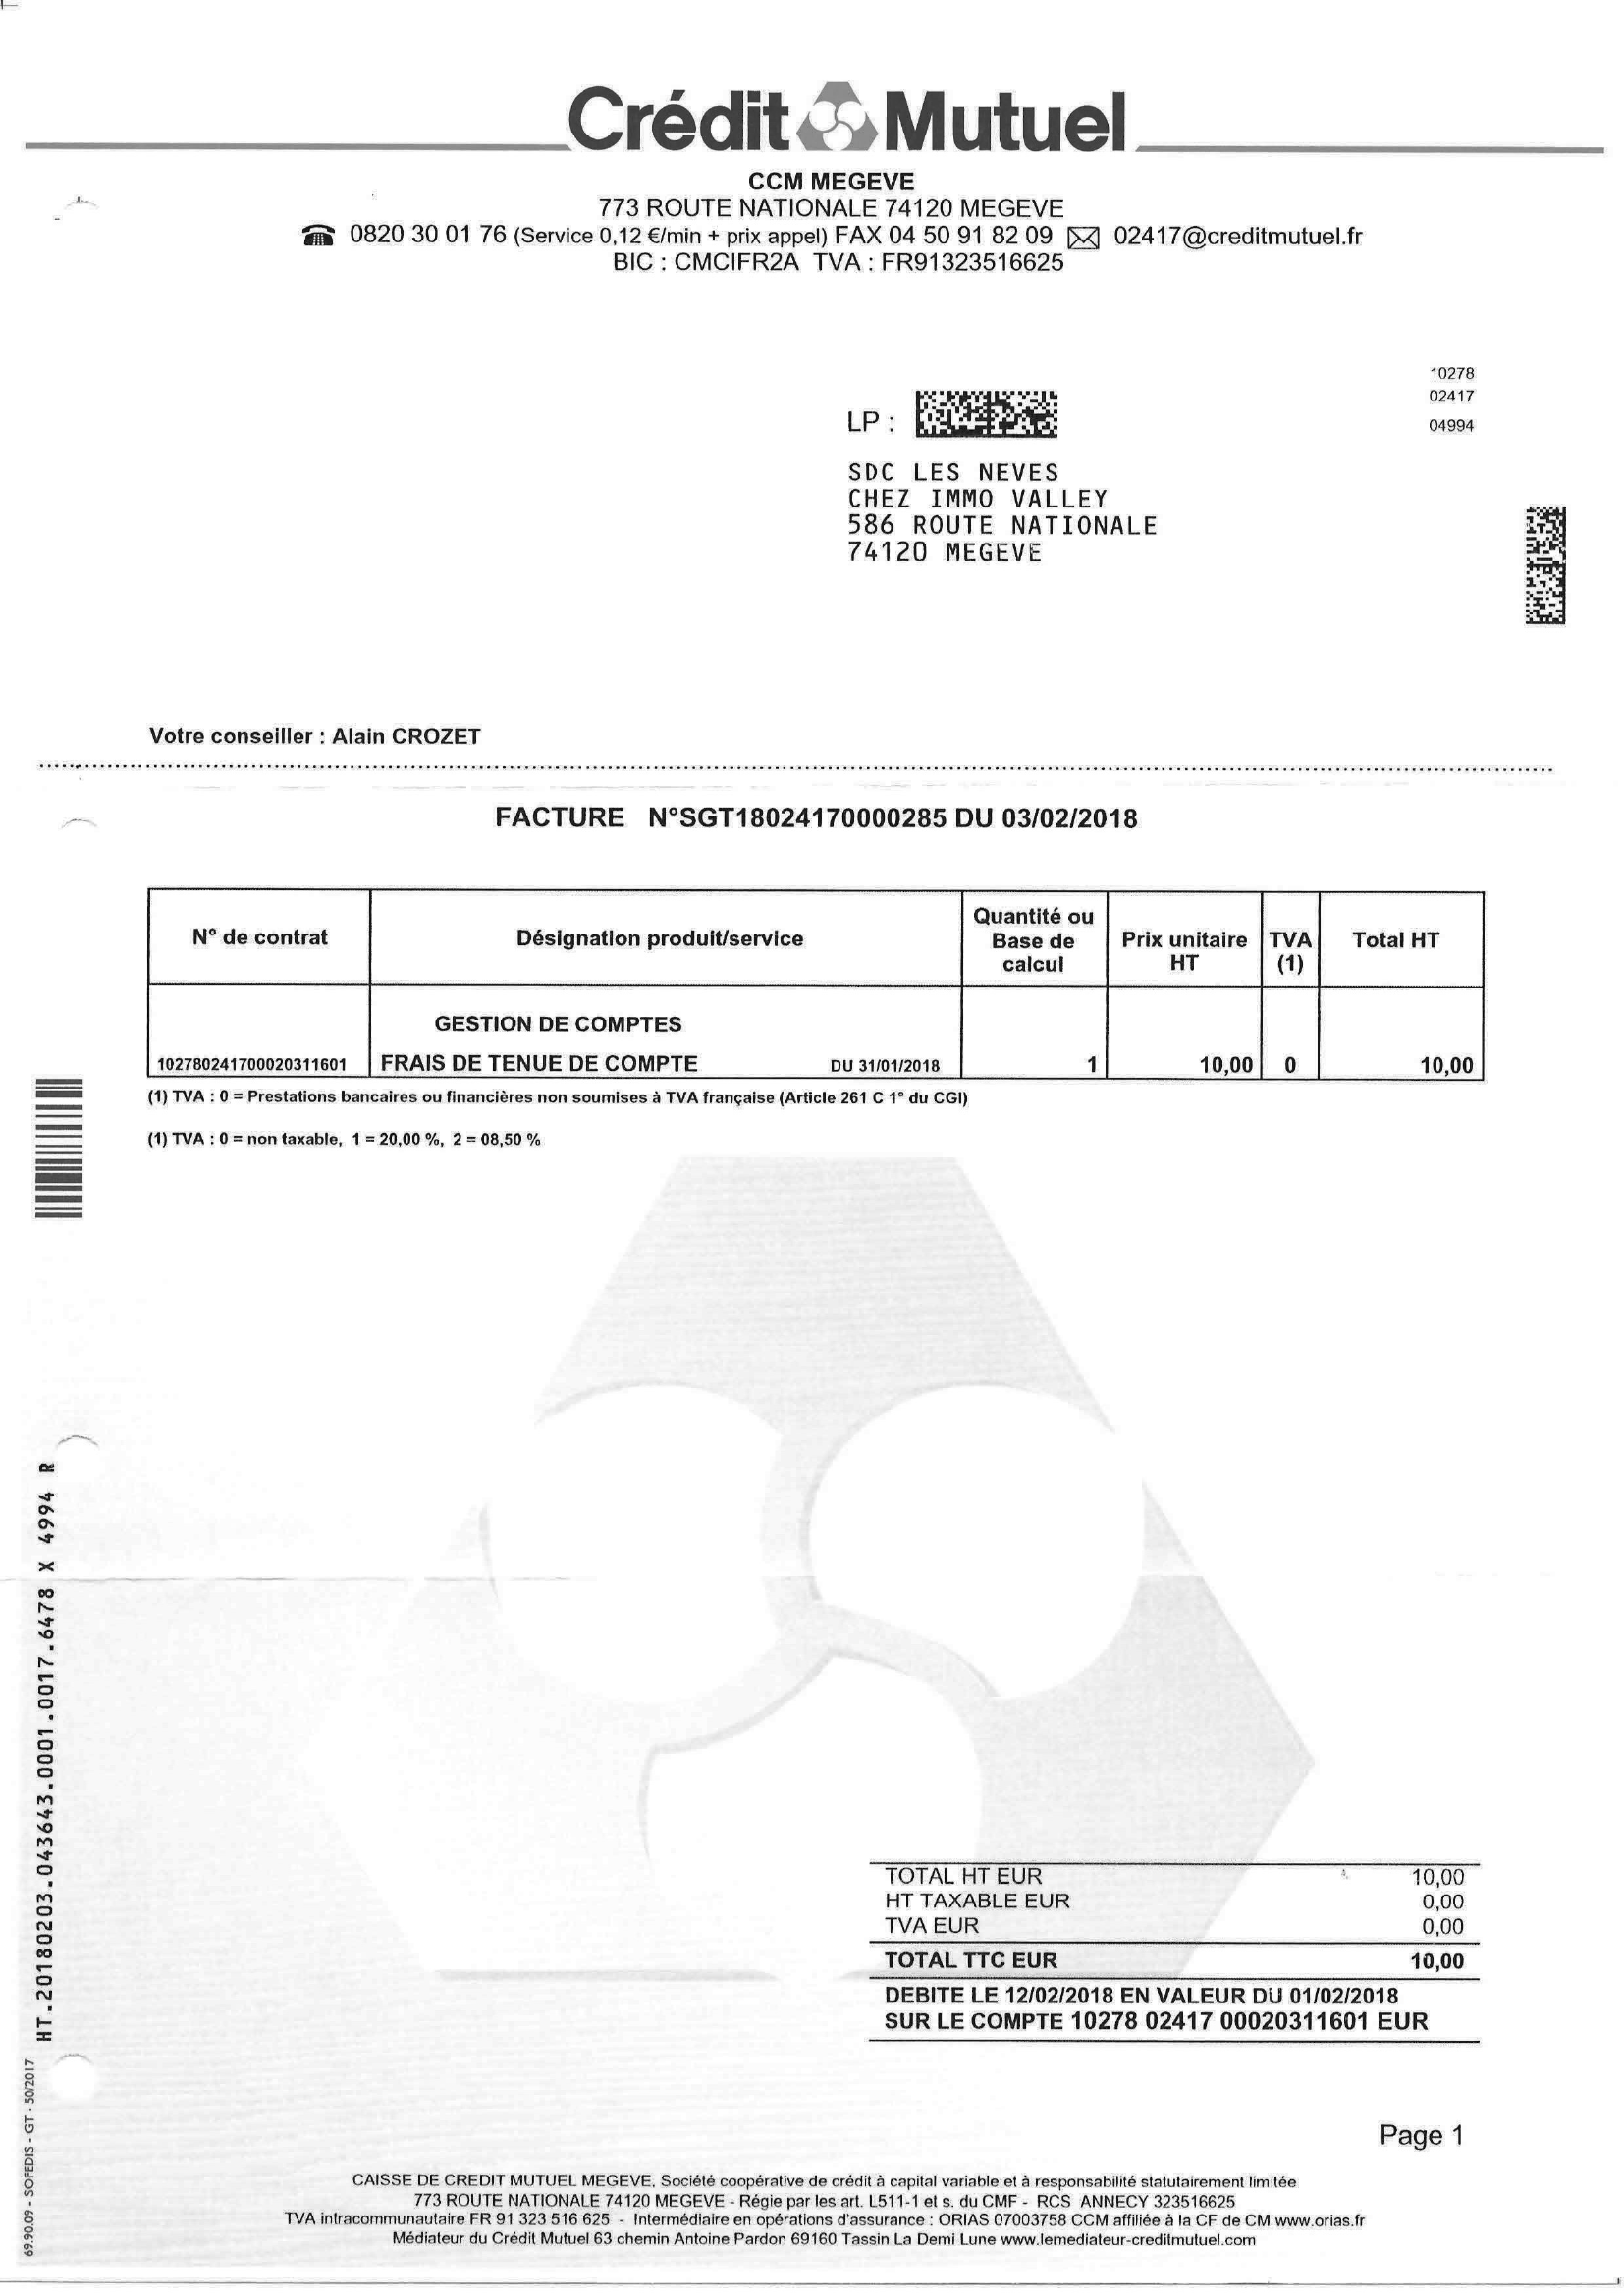 Crédit Mutuel
CCM MEGEVE
773 ROUTE NATIONALE 74120 MEGEVE
0820 30 01 76 (Service 0,12 €/min + prix appel) FAX 04 50 91 82 09 02417@creditmutuel.fr
BIC : CMCIFR2A TVA : FR91323516625
10278
02417
04994
LP :
SDC LES NEVES
CHEZ IMMO VALLEY
586 ROUTE NATIONALE
74120 MEGEVE
Votre conseiller : Alain CROZET
FACTURE N°SGT18024170000285 DU 03/02/2018
N° de contrat Désignation produit/service Quantité ou Base de calcul Prix unitaire HT TVA (1) Total HT
GESTION DE COMPTES
102780241700020311601 FRAIS DE TENUE DE COMPTE DU 31/01/2018 1 10,00 0 10,00
(1) TVA : 0 = Prestations bancaires ou financières non soumises à TVA française (Article 261 C 1° du CGI)
(1) TVA : 0 = non taxable, 1 = 20,00 %, 2 = 08,50 %
HT.20180203.043643.0001.0017.6478 X 4994 R
69.90.09 - SOFEDIS - GT - 50/2017
TOTAL HT EUR 10,00
HT TAXABLE EUR 0,00
TVA EUR 0,00
TOTAL TTC EUR 10,00
DEBITE LE 12/02/2018 EN VALEUR DU 01/02/2018
SUR LE COMPTE 10278 02417 00020311601 EUR
Page 1
CAISSE DE CREDIT MUTUEL MEGEVE, Société coopérative de crédit à capital variable et à responsabilité statutairement limitée
773 ROUTE NATIONALE 74120 MEGEVE - Régie par les art. L511-1 et s. du CMF - RCS ANNECY 323516625
TVA intracommunautaire FR 91 323 516 625 - Intermédiaire en opérations d'assurance : ORIAS 07003758 CCM affiliée à la CF de CM www.orias.fr
Médiateur du Crédit Mutuel 63 chemin Antoine Pardon 69160 Tassin La Demi Lune www.lemediateur-creditmutuel.com